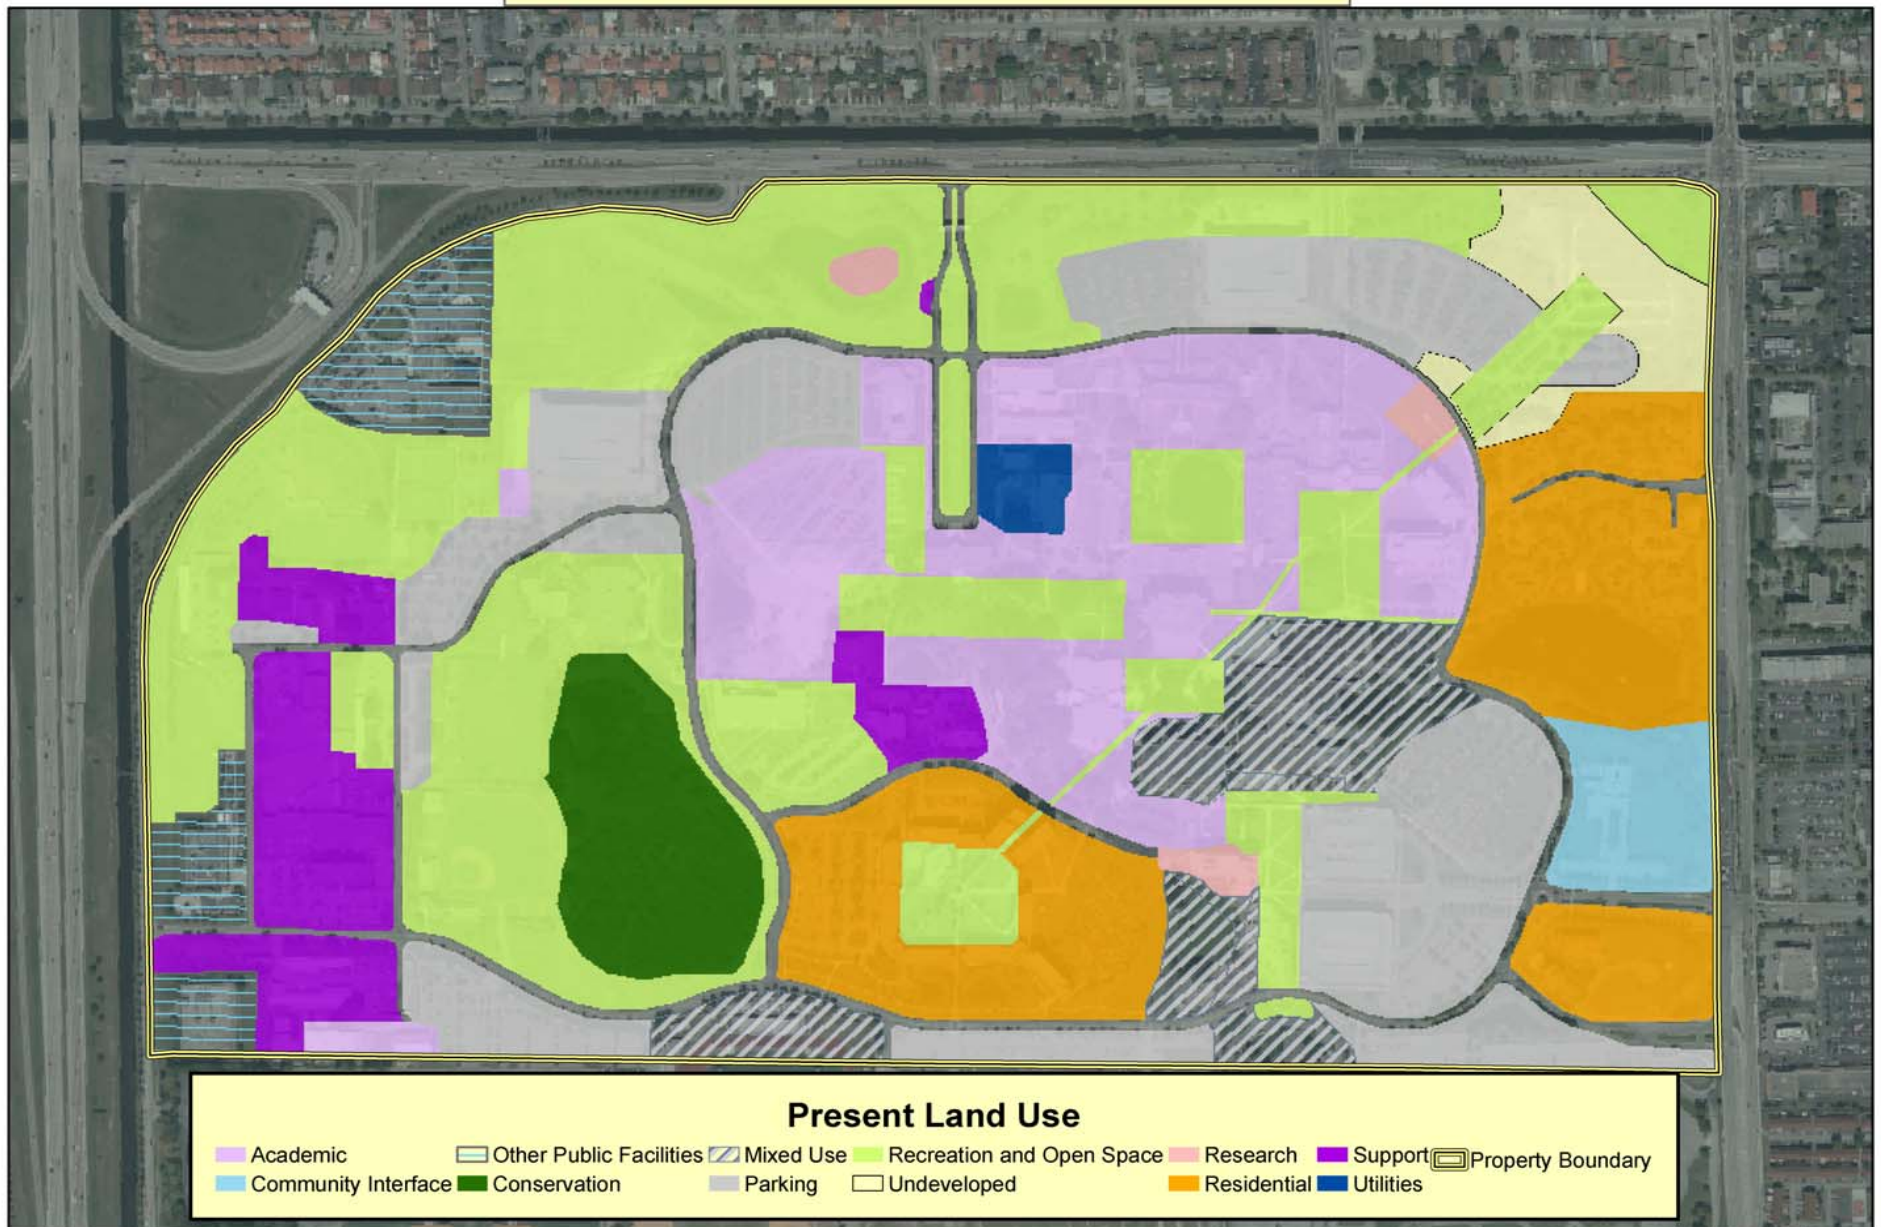 Present Land Use
Academic Other Public Facilities Mixed Use Recreation and Open Space Research Support Property Boundary
Community Interface Conservation Parking Undeveloped Residential Utilities